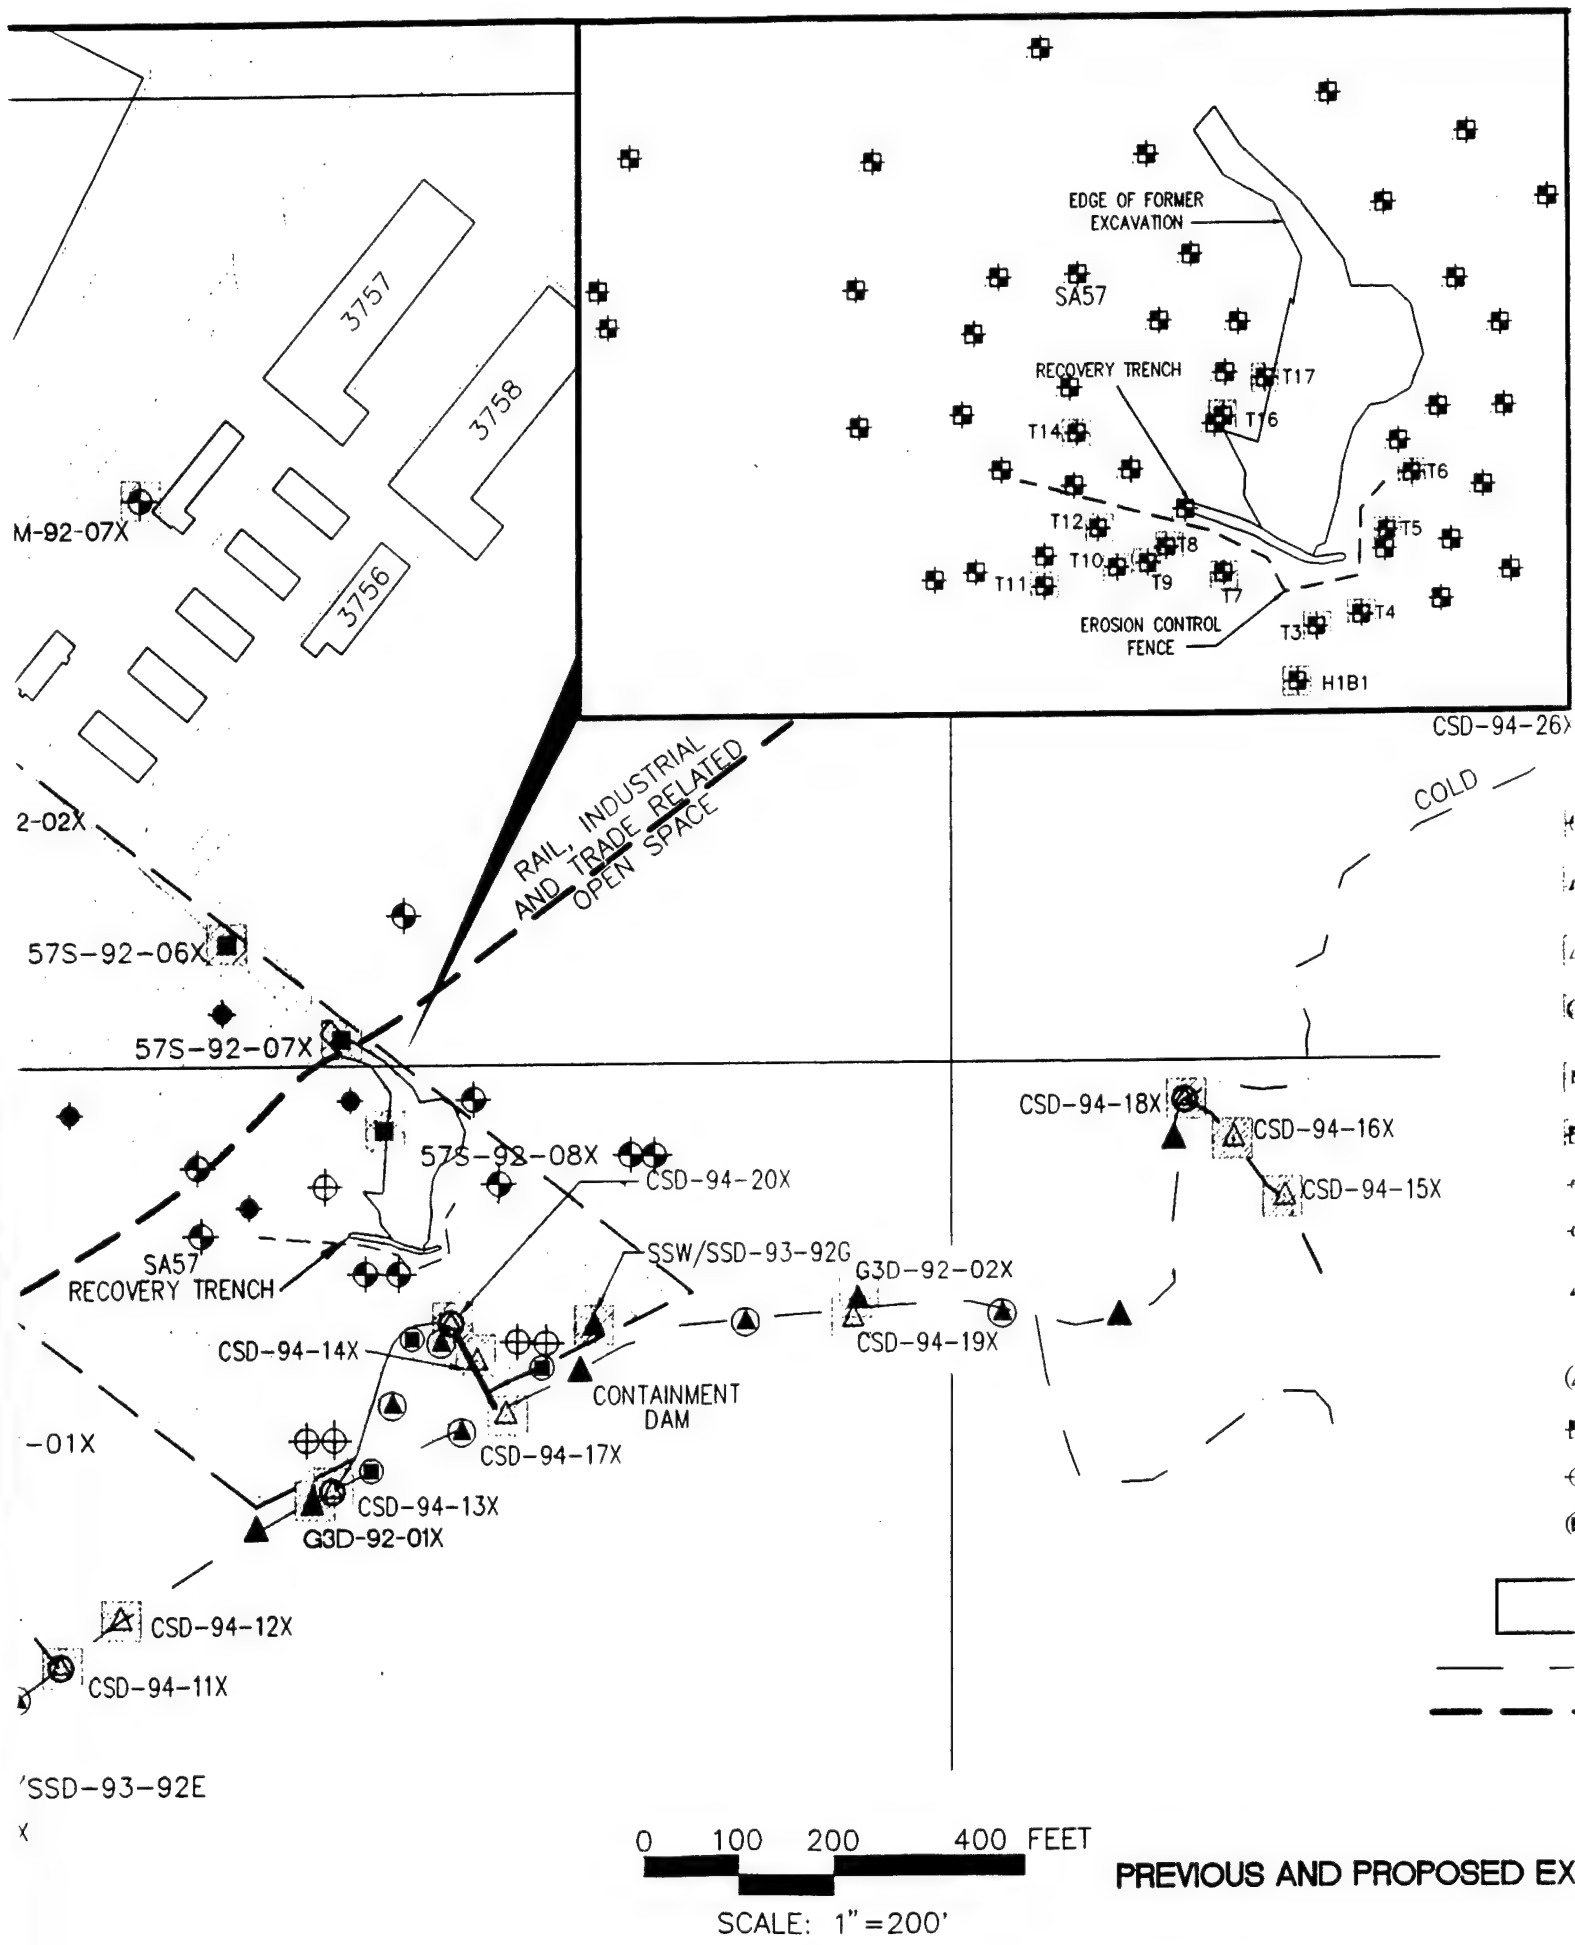 EDGE OF FORMER
EXCAVATION
SA57
RECOVERY TRENCH
T17
T16
T14
T6
T12
T5
T8
T10
T9
T11
T7
EROSION CONTROL
FENCE
T4
T3
H1B1
3757
3758
3756
M-92-07X
CSD-94-26X
COLD
RAIL, INDUSTRIAL
AND TRADE RELATED
OPEN SPACE
2-02X
57S-92-06X
57S-92-07X
57S-92-08X
CSD-94-20X
CSD-94-18X
CSD-94-16X
CSD-94-15X
SA57
RECOVERY TRENCH
SSW/SSD-93-92G
G3D-92-02X
CSD-94-14X
CSD-94-19X
CONTAINMENT
DAM
-01X
CSD-94-17X
CSD-94-13X
G3D-92-01X
CSD-94-12X
CSD-94-11X
/SSD-93-92E
X
0 100 200 400 FEET
SCALE: 1"=200'
PREVIOUS AND PROPOSED EX